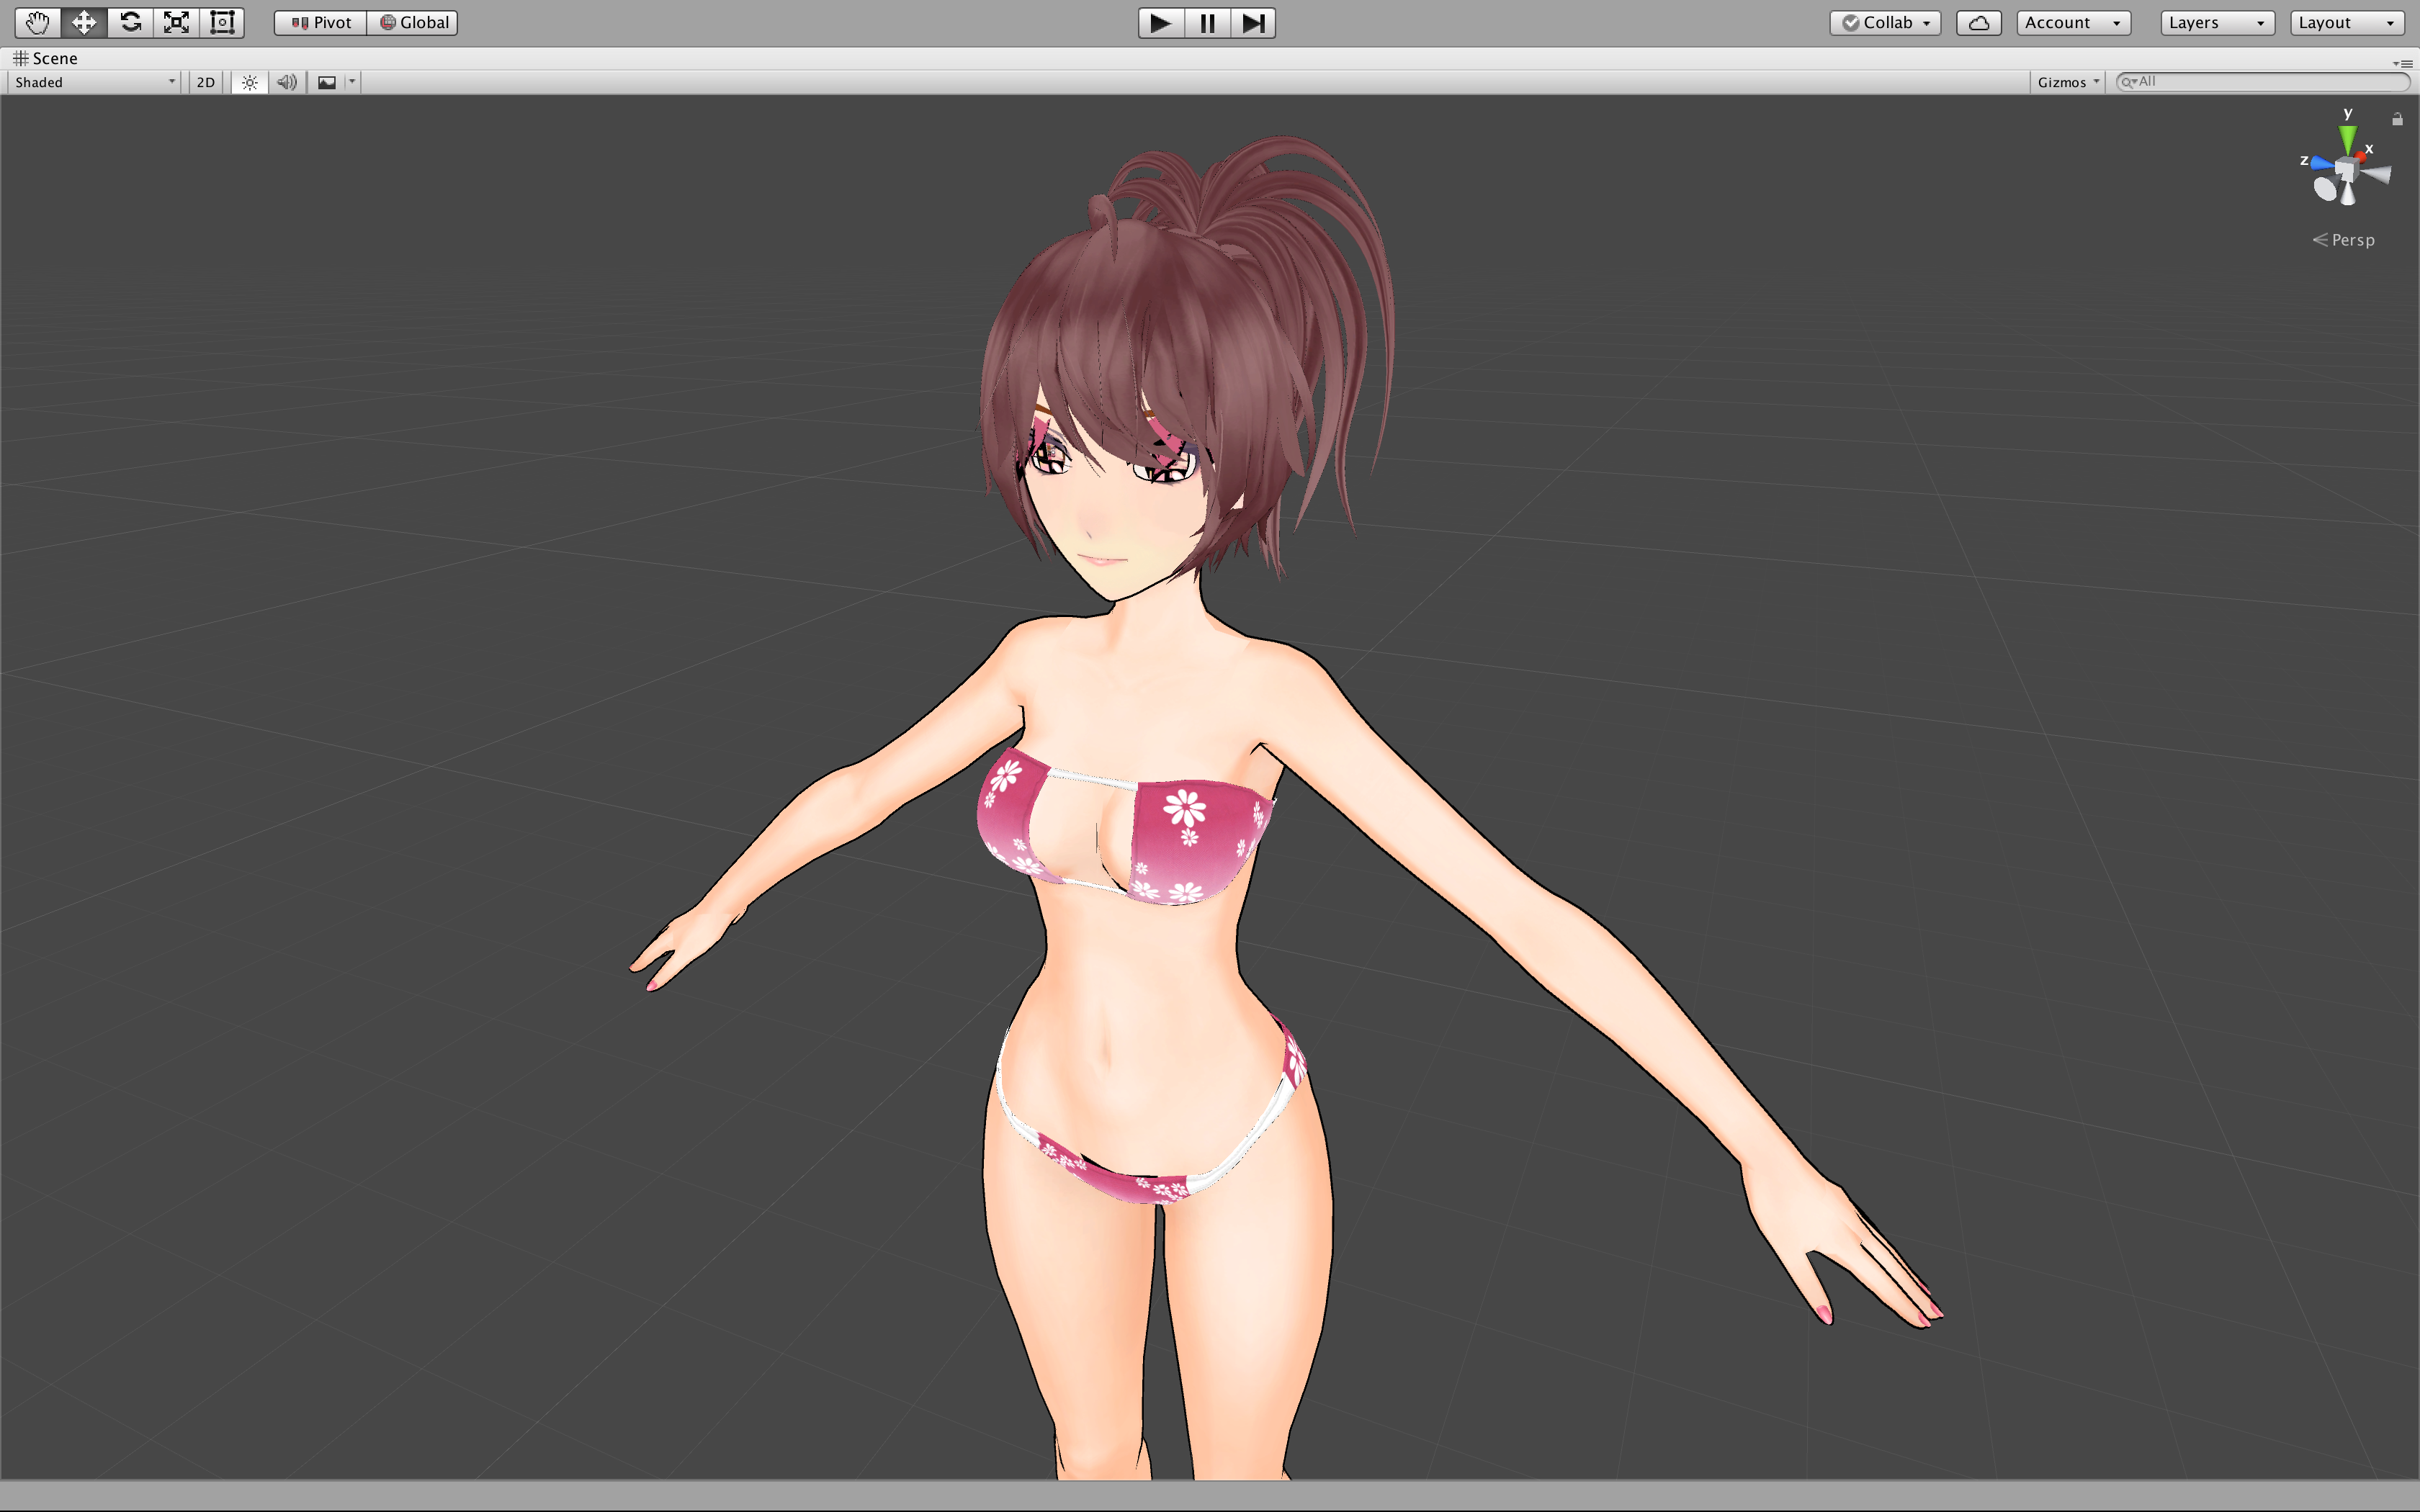 Pivot Global Collab Account Layers Layout
Scene
Shaded 2D Gizmos All
y
x
z
Persp